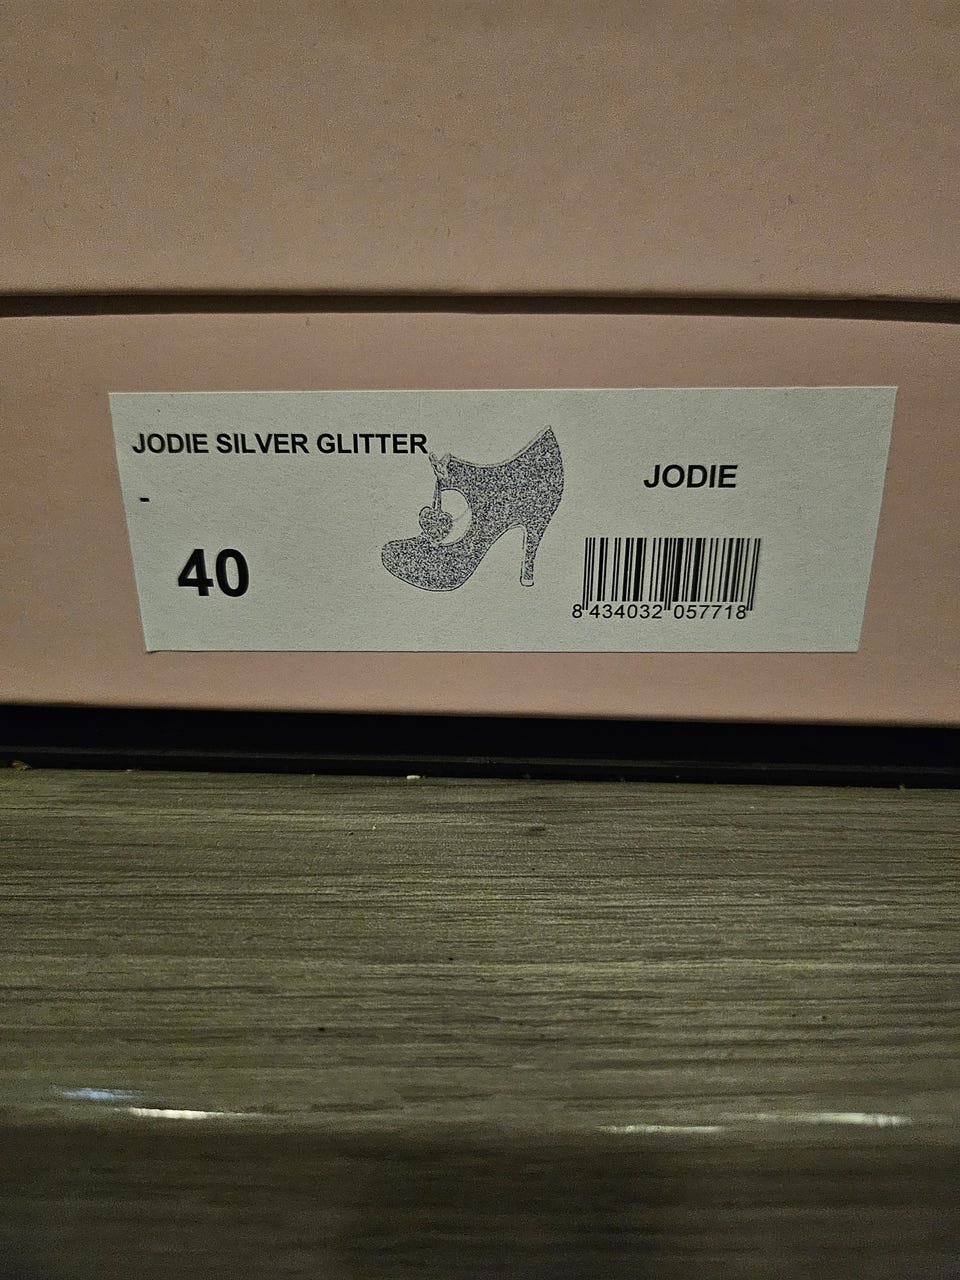 JODIE SILVER GLITTER
-
40
JODIE
8 434032 057718